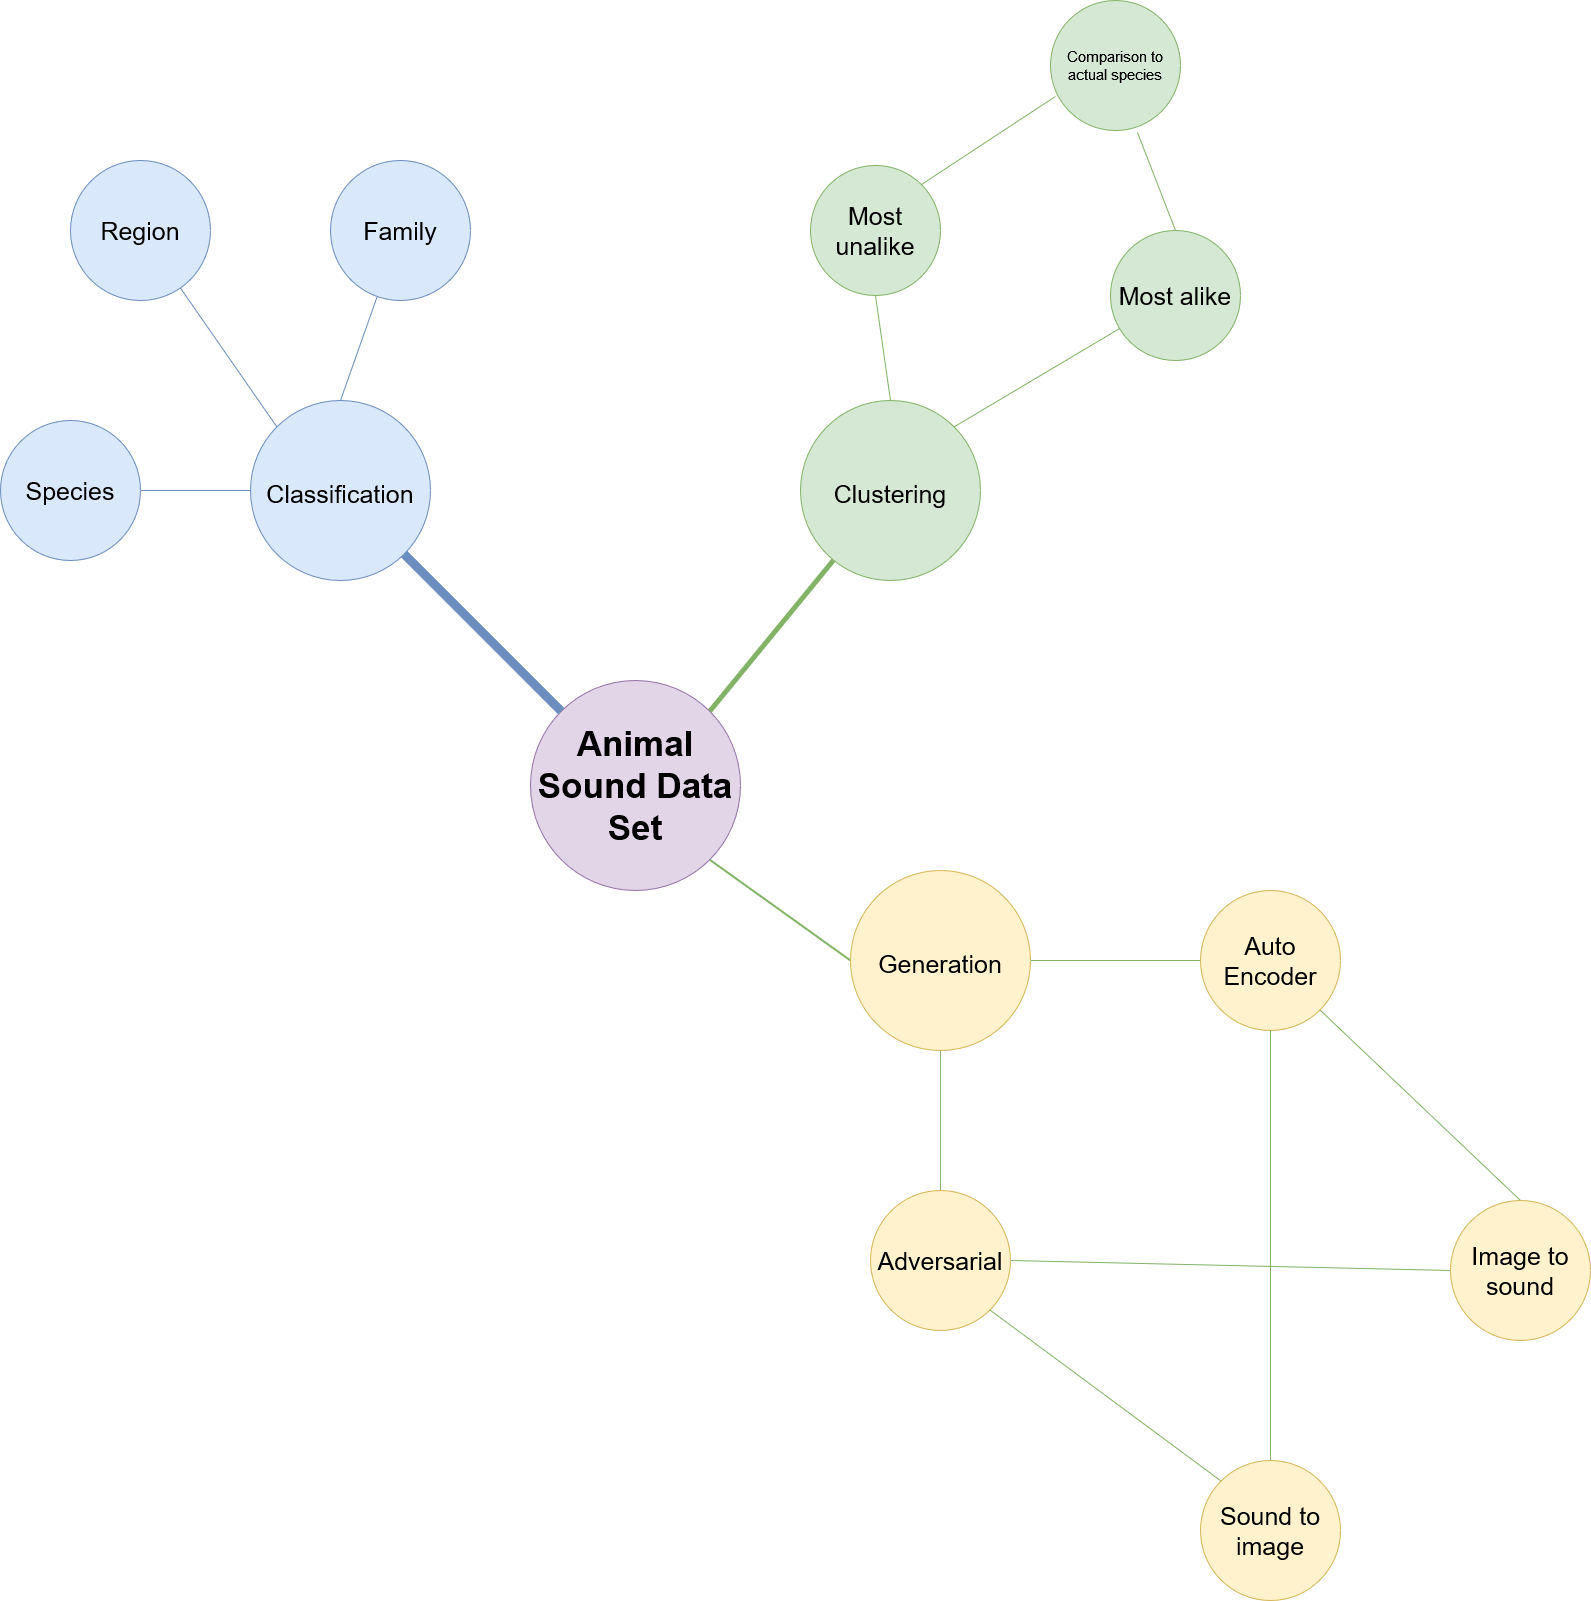 Comparison to
actual species
Region
Family
Most
unalike
Most alike
Species
Classification
Clustering
Animal
Sound Data
Set
Generation
Auto
Encoder
Adversarial
Image to
sound
Sound to
image